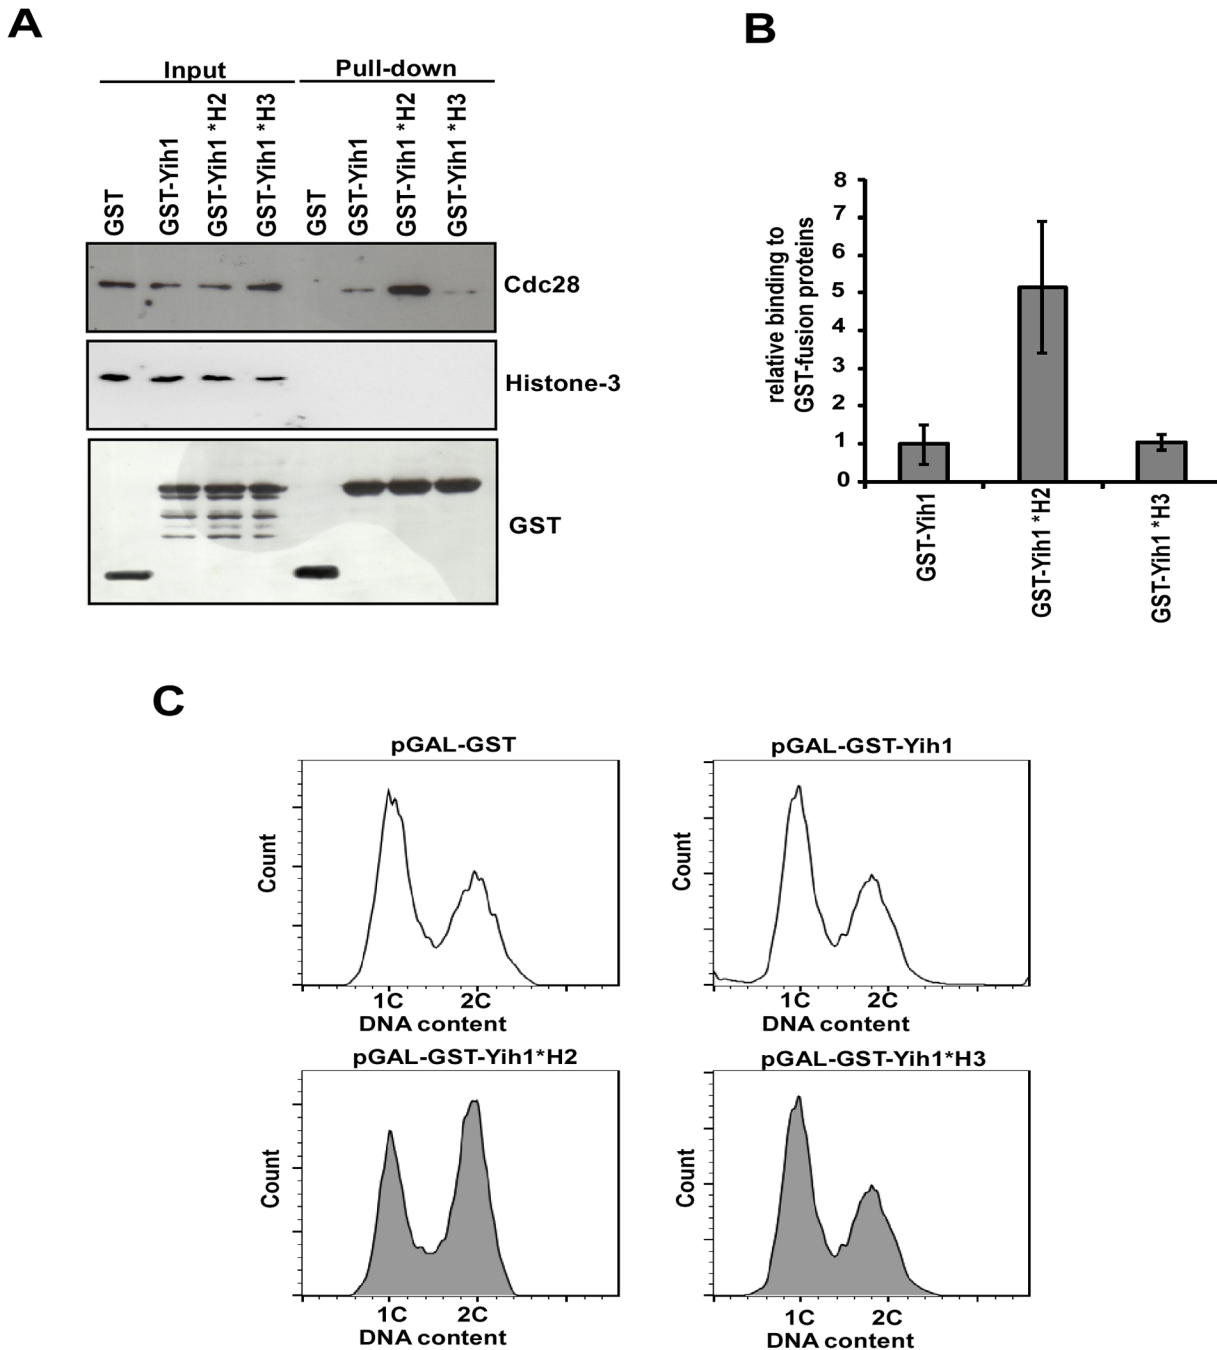 A
Input Pull-down
GST
GST-Yih1
GST-Yih1 *H2
GST-Yih1 *H3
GST
GST-Yih1
GST-Yih1 *H2
GST-Yih1 *H3
Cdc28
Histone-3
GST
B
relative binding to
GST-fusion proteins
8
7
6
5
4
3
2
1
0
GST-Yih1
GST-Yih1 *H2
GST-Yih1 *H3
C
pGAL-GST
Count
1C 2C
DNA content
pGAL-GST-Yih1
Count
1C 2C
DNA content
pGAL-GST-Yih1*H2
Count
1C 2C
DNA content
pGAL-GST-Yih1*H3
Count
1C 2C
DNA content